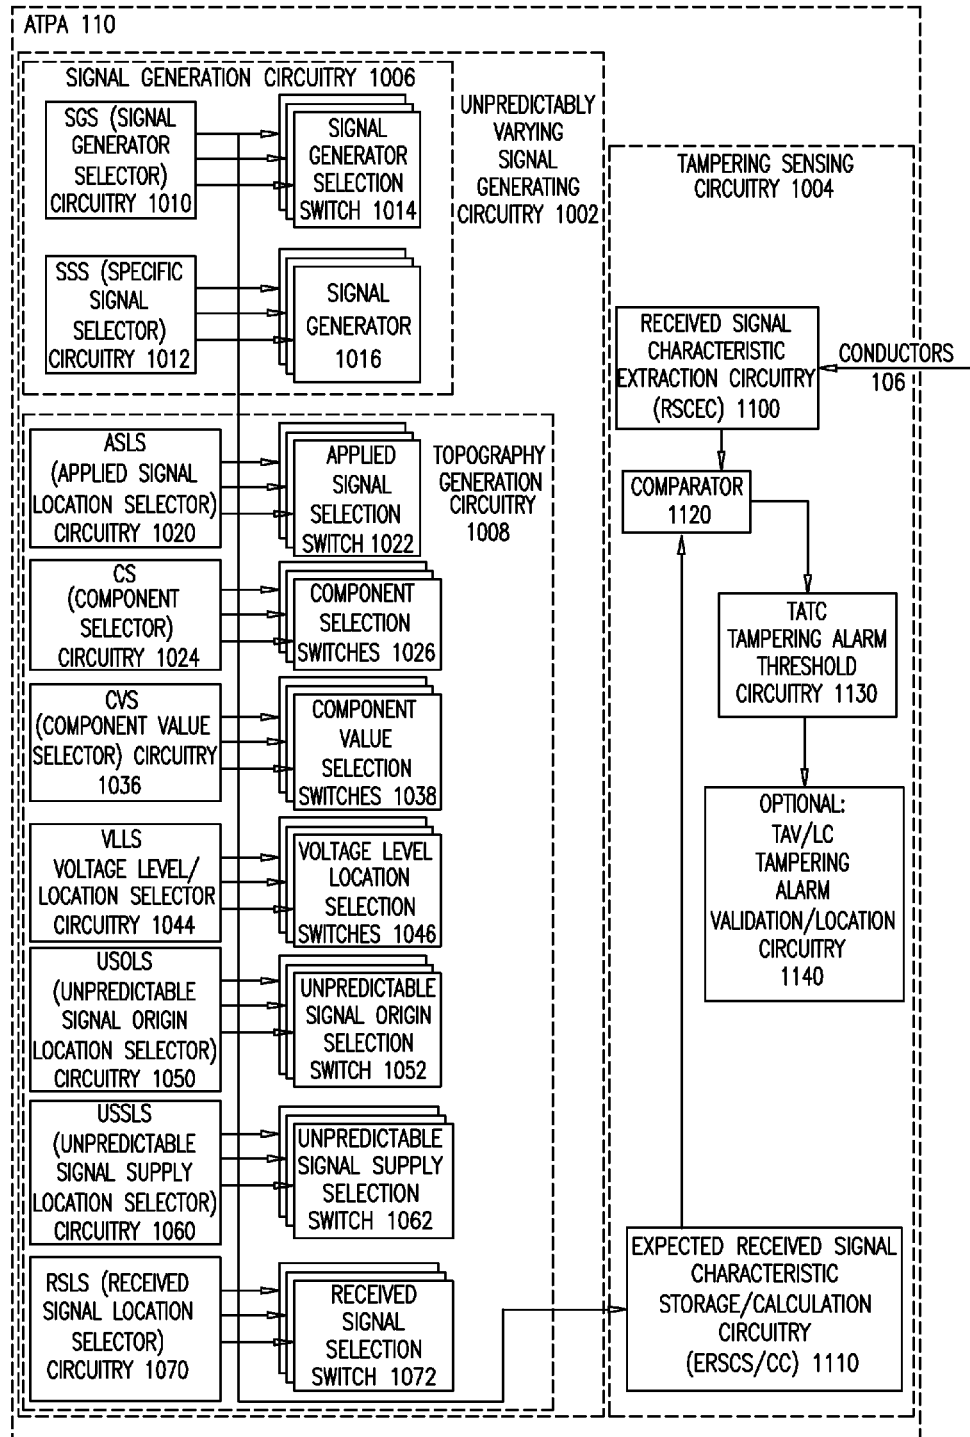 ATPA 110
SIGNAL GENERATION CIRCUITRY 1006
SGS (SIGNAL
GENERATOR
SELECTOR)
CIRCUITRY 1010
SIGNAL
GENERATOR
SELECTION
SWITCH 1014
UNPREDICTABLY
VARYING
SIGNAL
GENERATING
CIRCUITRY 1002
SSS (SPECIFIC
SIGNAL
SELECTOR)
CIRCUITRY 1012
SIGNAL
GENERATOR
1016
ASLS
(APPLIED SIGNAL
LOCATION SELECTOR)
CIRCUITRY 1020
APPLIED
SIGNAL
SELECTION
SWITCH 1022
TOPOGRAPHY
GENERATION
CIRCUITRY
1008
CS
(COMPONENT
SELECTOR)
CIRCUITRY 1024
COMPONENT
SELECTION
SWITCHES 1026
CVS
(COMPONENT VALUE
SELECTOR) CIRCUITRY
1036
COMPONENT
VALUE
SELECTION
SWITCHES 1038
VLLS
VOLTAGE LEVEL/
LOCATION SELECTOR
CIRCUITRY 1044
VOLTAGE LEVEL
LOCATION
SELECTION
SWITCHES 1046
USOLS
(UNPREDICTABLE
SIGNAL ORIGIN
LOCATION SELECTOR)
CIRCUITRY 1050
UNPREDICTABLE
SIGNAL ORIGIN
SELECTION
SWITCH 1052
USSLS
(UNPREDICTABLE
SIGNAL SUPPLY
LOCATION SELECTOR)
CIRCUITRY 1060
UNPREDICTABLE
SIGNAL SUPPLY
SELECTION
SWITCH 1062
RSLS (RECEIVED
SIGNAL LOCATION
SELECTOR)
CIRCUITRY 1070
RECEIVED
SIGNAL
SELECTION
SWITCH 1072
TAMPERING SENSING
CIRCUITRY 1004
RECEIVED SIGNAL
CHARACTERISTIC
EXTRACTION CIRCUITRY
(RSCEC) 1100
CONDUCTORS
106
COMPARATOR
1120
TATC
TAMPERING ALARM
THRESHOLD
CIRCUITRY 1130
OPTIONAL:
TAV/LC
TAMPERING
ALARM
VALIDATION/LOCATION
CIRCUITRY
1140
EXPECTED RECEIVED SIGNAL
CHARACTERISTIC
STORAGE/CALCULATION
CIRCUITRY
(ERSCS/CC) 1110